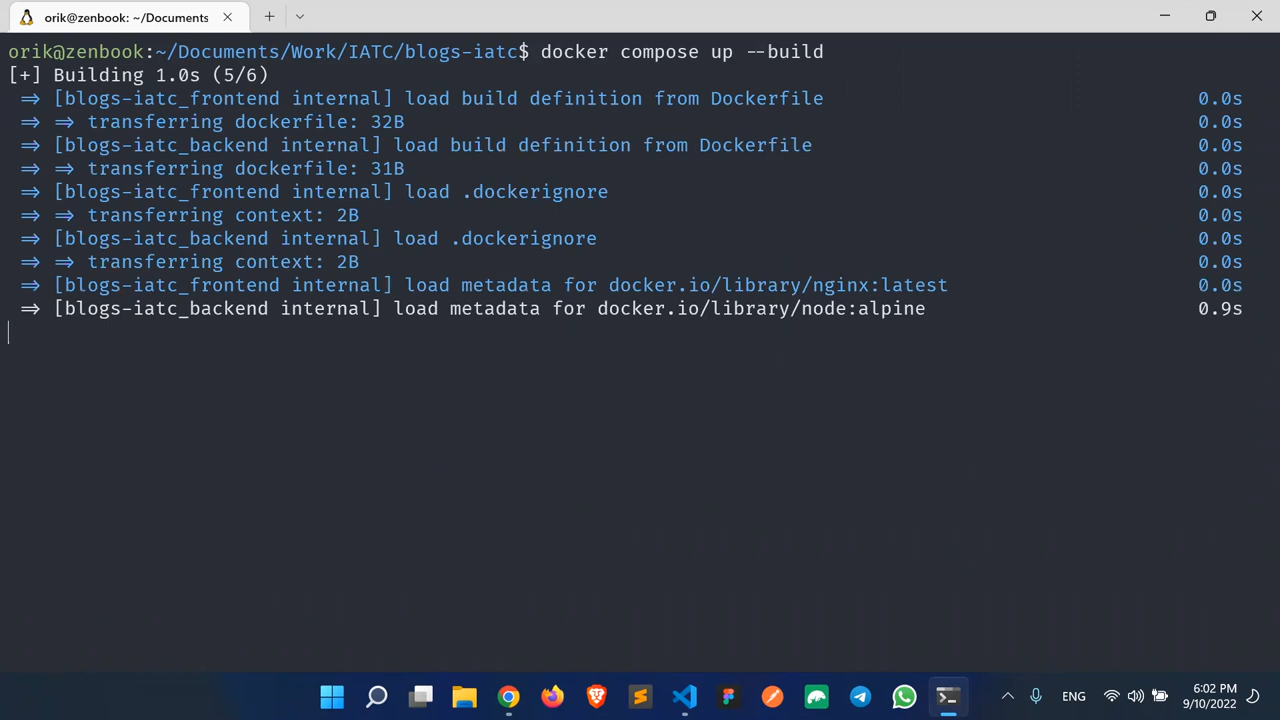 orik@zenbook: ~/Documents
orik@zenbook:~/Documents/Work/IATC/blogs-iatc$ docker compose up --build
[+] Building 1.0s (5/6)
=> [blogs-iatc_frontend internal] load build definition from Dockerfile 0.0s
=> => transferring dockerfile: 32B 0.0s
=> [blogs-iatc_backend internal] load build definition from Dockerfile 0.0s
=> => transferring dockerfile: 31B 0.0s
=> [blogs-iatc_frontend internal] load .dockerignore 0.0s
=> => transferring context: 2B 0.0s
=> [blogs-iatc_backend internal] load .dockerignore 0.0s
=> => transferring context: 2B 0.0s
=> [blogs-iatc_frontend internal] load metadata for docker.io/library/nginx:latest 0.0s
=> [blogs-iatc_backend internal] load metadata for docker.io/library/node:alpine 0.9s
ENG
6:02 PM
9/10/2022